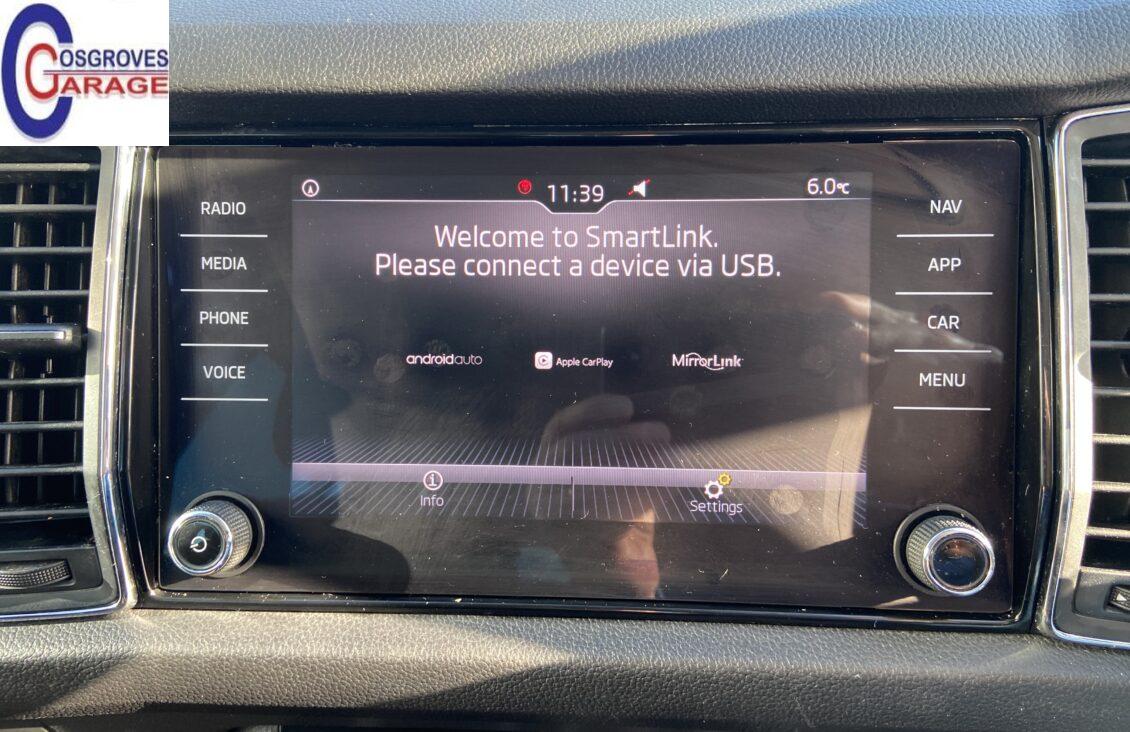 COSGROVES
GARAGE
11:39
6.0°C
RADIO
MEDIA
PHONE
VOICE
Welcome to SmartLink.
Please connect a device via USB.
androidauto
Apple CarPlay
MirrorLink
Info
Settings
NAV
APP
CAR
MENU